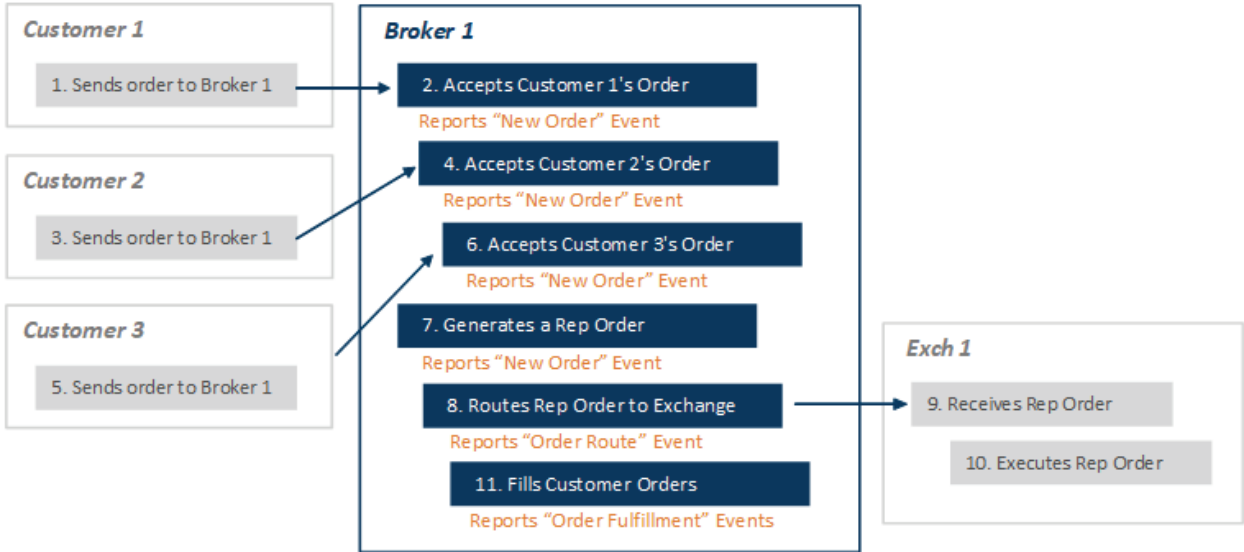 Customer 1
1. Sends order to Broker 1
Customer 2
3. Sends order to Broker 1
Customer 3
5. Sends order to Broker 1
Broker 1
2. Accepts Customer 1's Order
Reports “New Order” Event
4. Accepts Customer 2's Order
Reports “New Order” Event
6. Accepts Customer 3's Order
Reports “New Order” Event
7. Generates a Rep Order
Reports “New Order” Event
8. Routes Rep Order to Exchange
Reports “Order Route” Event
11. Fills Customer Orders
Reports “Order Fulfillment” Events
Exch 1
9. Receives Rep Order
10. Executes Rep Order